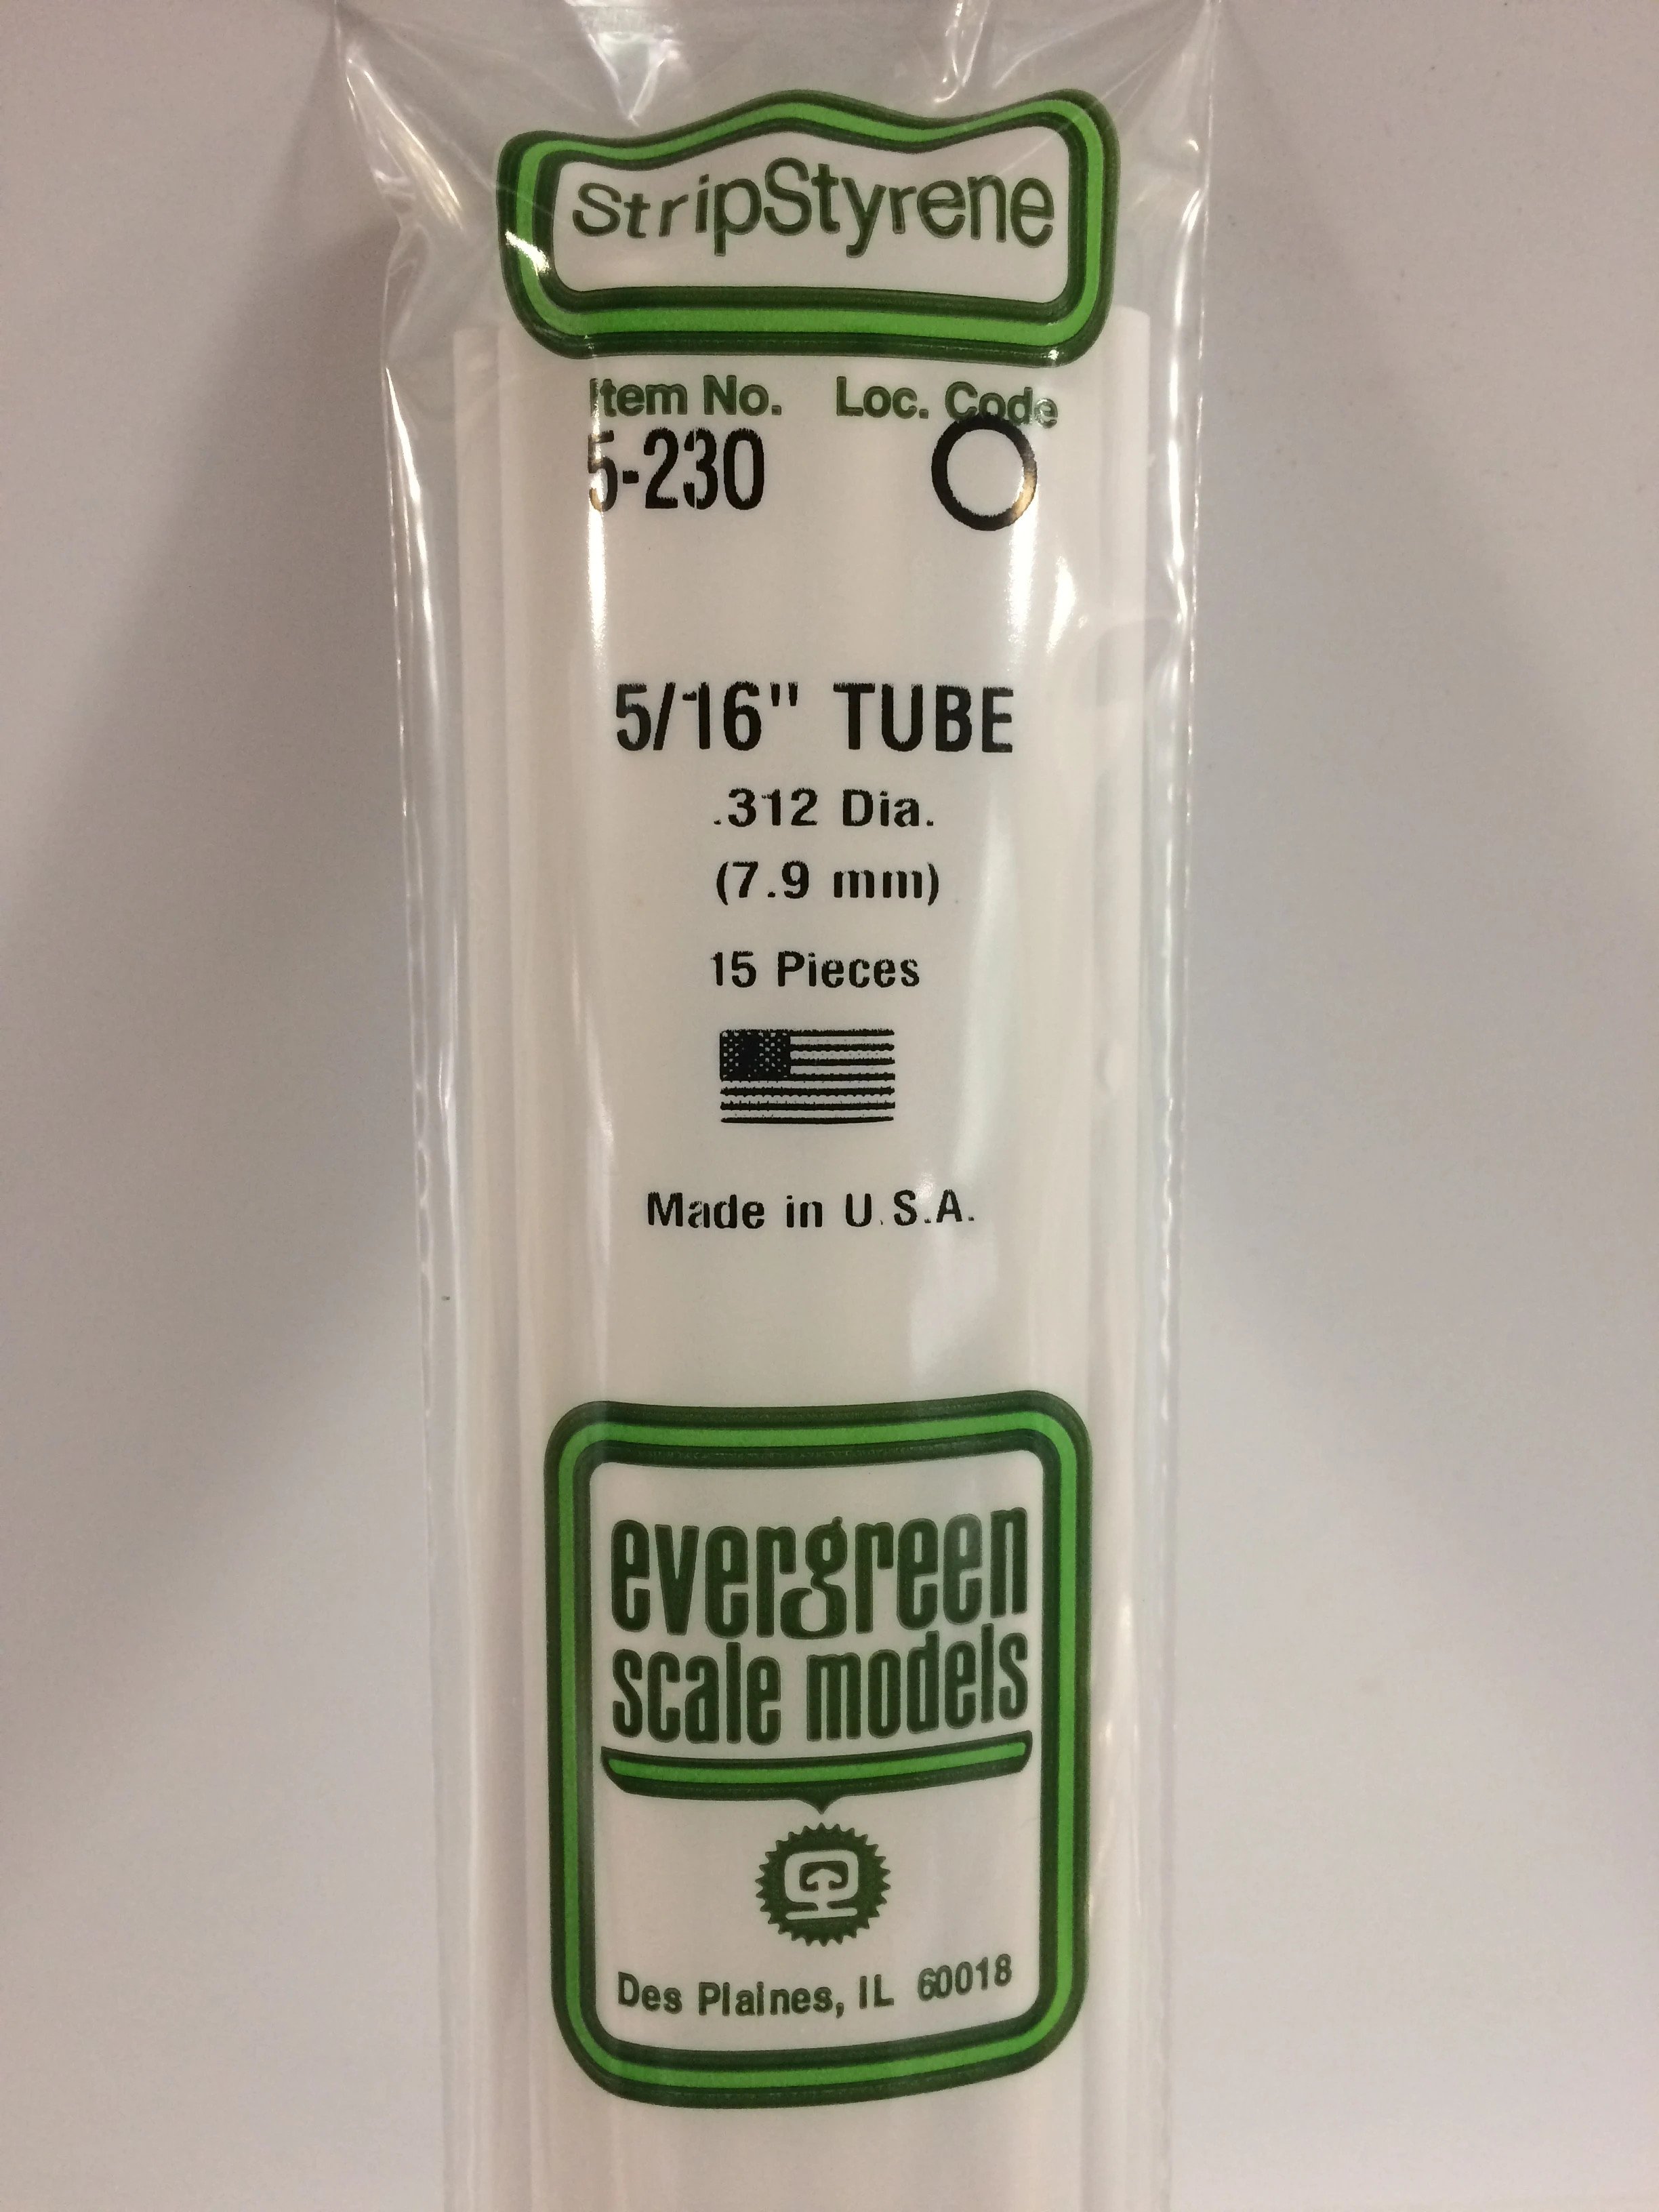 StripStyrene
Item No. Loc. Code
5-230 O
5/16" TUBE
.312 Dia.
(7.9 mm)
15 Pieces
Made in U.S.A.
evergreen
scale models
Des Plaines, IL 60018